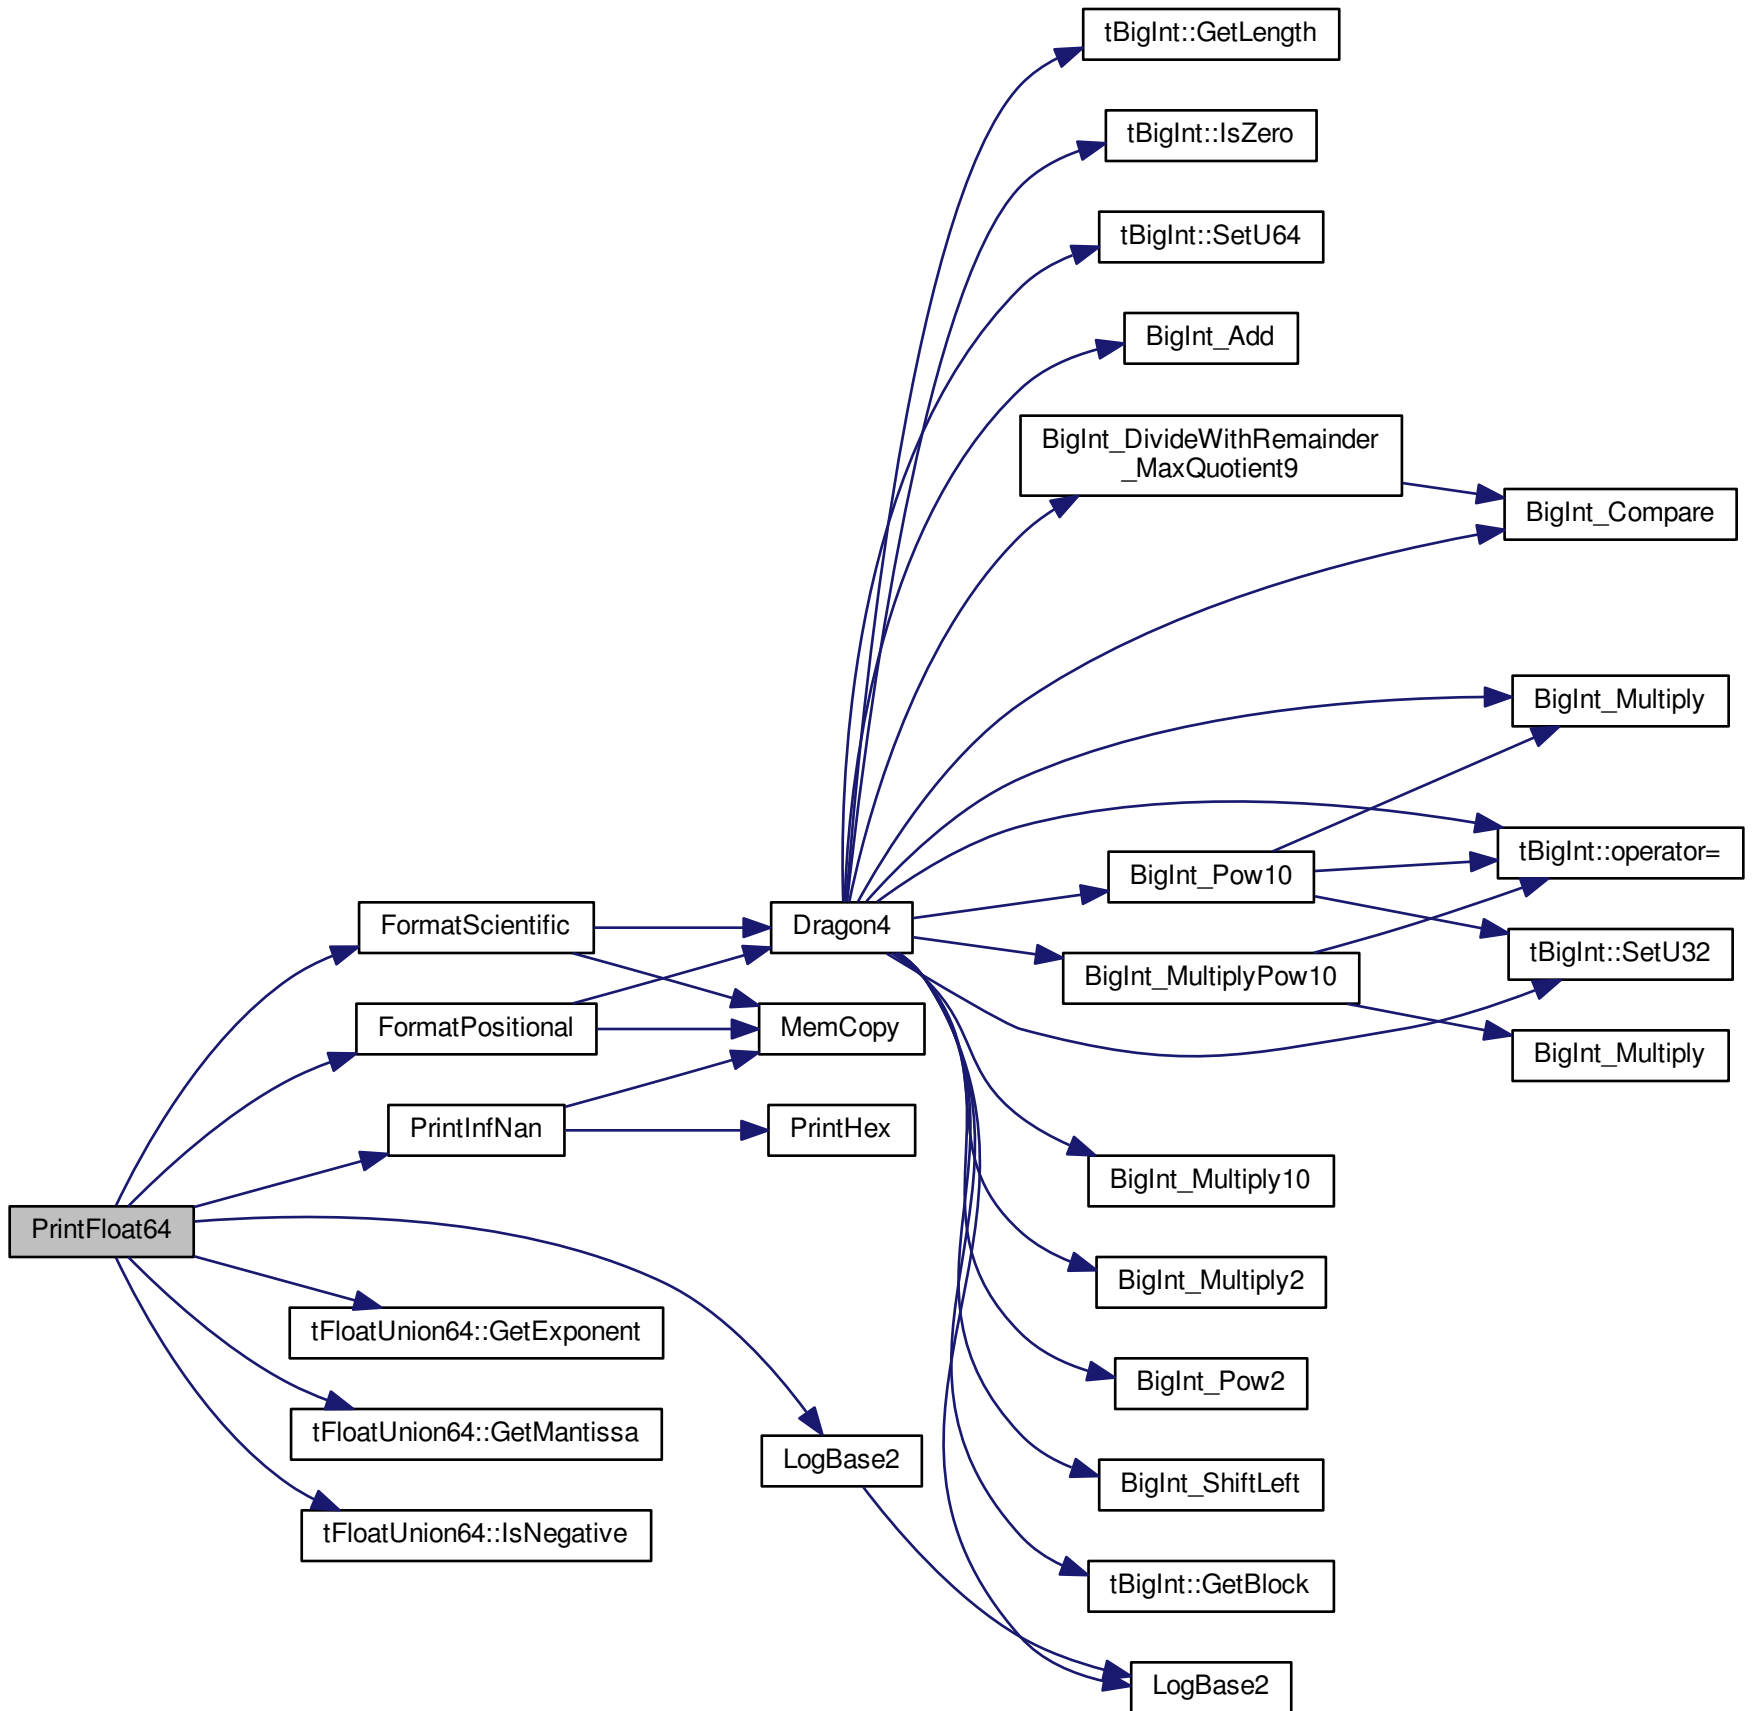 tBigInt::GetLength
tBigInt::IsZero
tBigInt::SetU64
BigInt_Add
BigInt_DivideWithRemainder
_MaxQuotient9
BigInt_Compare
BigInt_Multiply
tBigInt::operator=
BigInt_Pow10
FormatScientific
Dragon4
tBigInt::SetU32
BigInt_MultiplyPow10
FormatPositional
MemCopy
BigInt_Multiply
PrintInfNan
PrintHex
BigInt_Multiply10
PrintFloat64
BigInt_Multiply2
tFloatUnion64::GetExponent
BigInt_Pow2
tFloatUnion64::GetMantissa
LogBase2
BigInt_ShiftLeft
tFloatUnion64::IsNegative
tBigInt::GetBlock
LogBase2